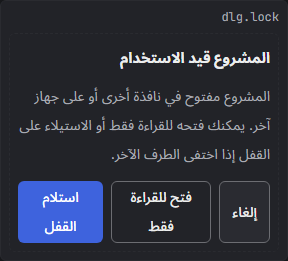 dlg.lock
المشروع قيد الاستخدام
المشروع مفتوح في نافذة أخرى أو على جهاز
آخر. يمكنك فتحه للقراءة فقط أو الاستيلاء على
القفل إذا اختفى الطرف الآخر.
إلغاء
فتح للقراءة
فقط
استلام
القفل